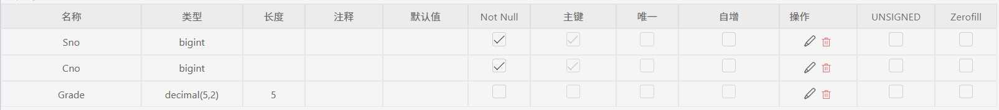 名称 类型 长度 注释 默认值 Not Null 主键 唯一 自增 操作 UNSIGNED Zerofill
Sno bigint
Cno bigint
Grade decimal(5,2) 5